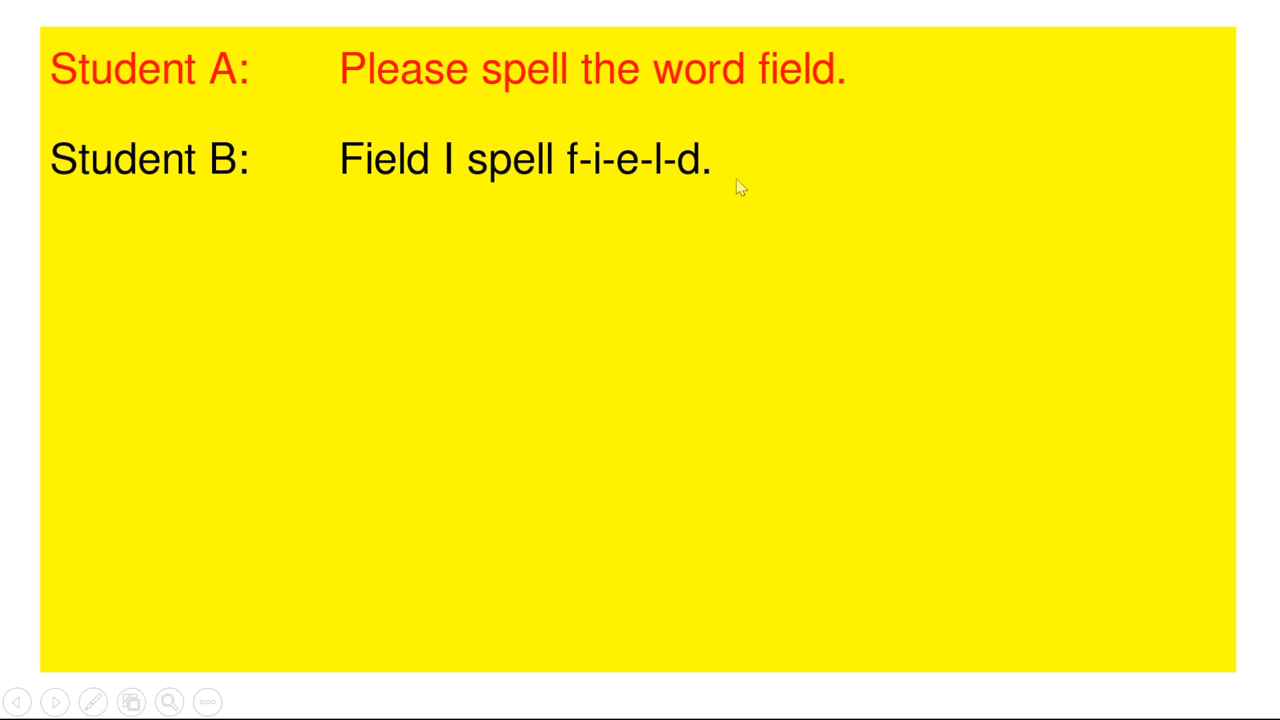 Student A: Please spell the word field.
Student B: Field I spell f-i-e-l-d.